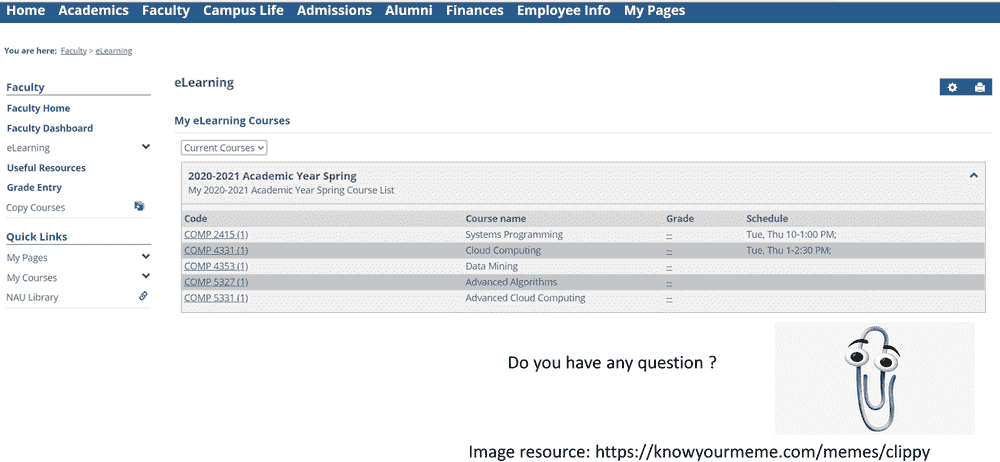 Home Academics Faculty Campus Life Admissions Alumni Finances Employee Info My Pages
You are here: Faculty > eLearning
Faculty
Faculty Home
Faculty Dashboard
eLearning
Useful Resources
Grade Entry
Copy Courses
Quick Links
My Pages
My Courses
NAU Library
eLearning
My eLearning Courses
Current Courses
2020-2021 Academic Year Spring
My 2020-2021 Academic Year Spring Course List
Code Course name Grade Schedule
COMP 2415 (1) Systems Programming -- Tue, Thu 10-1:00 PM;
COMP 4331 (1) Cloud Computing -- Tue, Thu 1-2:30 PM;
COMP 4353 (1) Data Mining --
COMP 5327 (1) Advanced Algorithms --
COMP 5331 (1) Advanced Cloud Computing --
Do you have any question ?
Image resource: https://knowyourmeme.com/memes/clippy